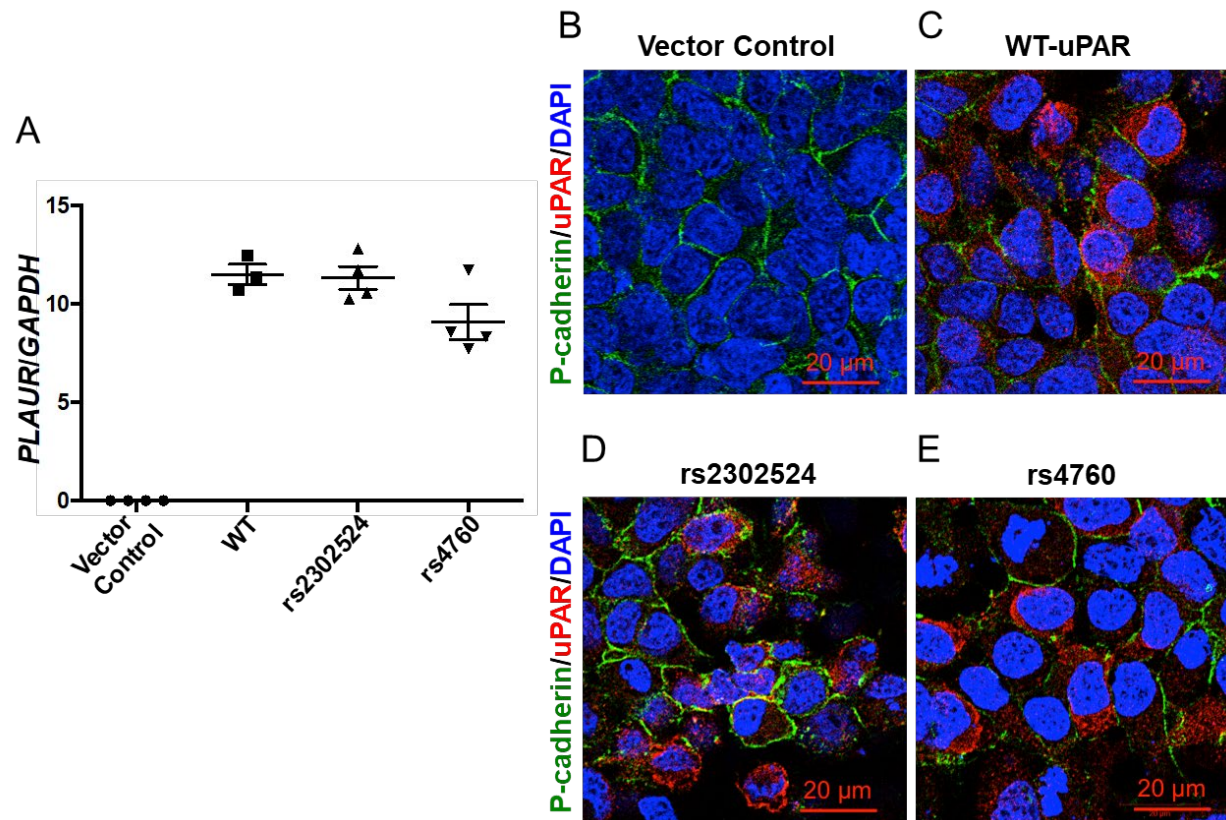 A
PLAUR/GAPDH
15
10
5
0
Vector
Control
WT
rs2302524
rs4760
B
Vector Control
P-cadherin/uPAR/DAPI
20 µm
C
WT-uPAR
20 µm
D
rs2302524
P-cadherin/uPAR/DAPI
20 µm
E
rs4760
20 µm